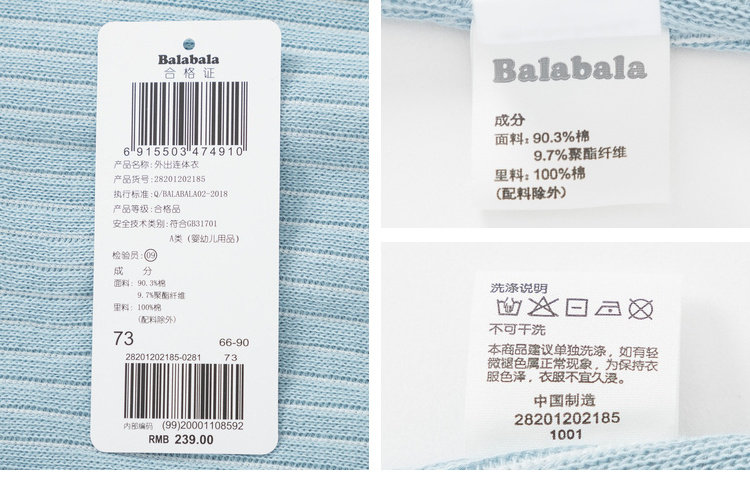 Balabala
合格证
6 915503 474910
产品名称: 外出连体衣
产品货号: 28201202185
执行标准: Q/BALABALA02-2018
产品等级: 合格品
安全技术类别: 符合GB31701
A类 (婴幼儿用品)
检验员: 09
成 分
面料: 90.3%棉
9.7%聚酯纤维
里料: 100%棉
(配料除外)
73 66-90
28201202185-0281 73
内部编码 (99)20001108592
RMB 239.00
Balabala
成分
面料: 90.3%棉
9.7%聚酯纤维
里料: 100%棉
(配料除外)
洗涤说明
不可干洗
本商品建议单独洗涤, 如有轻
微褪色属正常现象, 为保持衣
服色泽, 衣服不宜久浸。
中国制造
28201202185
1001